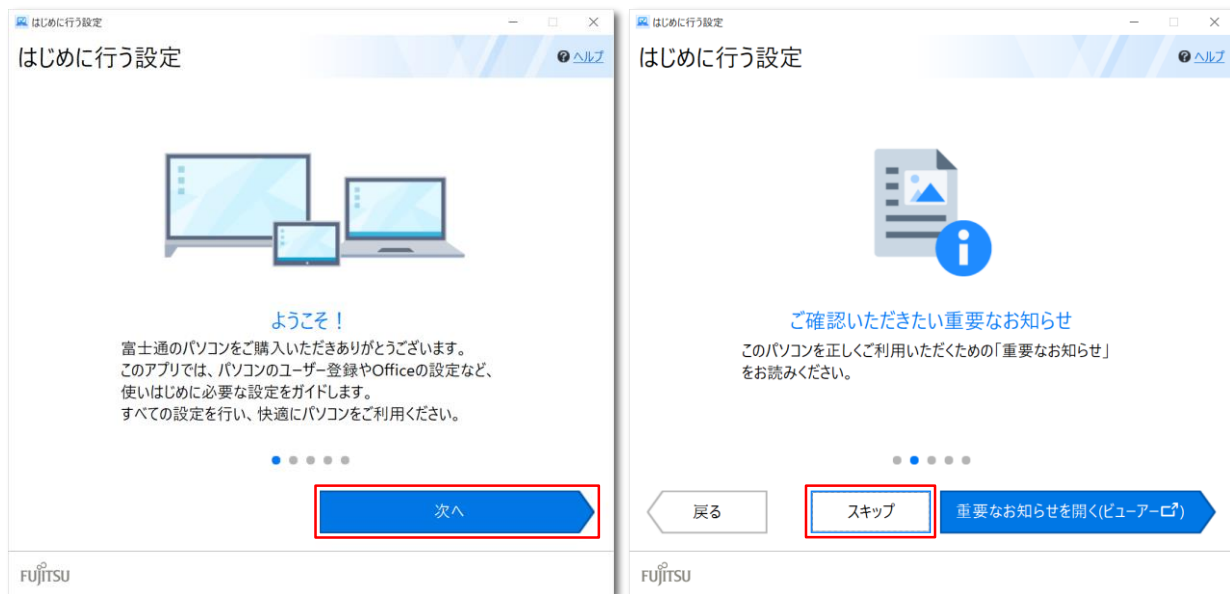 はじめに行う設定
はじめに行う設定
ヘルプ
ようこそ！
富士通のパソコンをご購入いただきありがとうございます。
このアプリでは、パソコンのユーザー登録やOfficeの設定など、
使いはじめに必要な設定をガイドします。
すべての設定を行い、快適にパソコンをご利用ください。
次へ
FUJITSU
はじめに行う設定
はじめに行う設定
ヘルプ
ご確認いただきたい重要なお知らせ
このパソコンを正しくご利用いただくための「重要なお知らせ」
をお読みください。
戻る
スキップ
重要なお知らせを開く(ビューアー)
FUJITSU